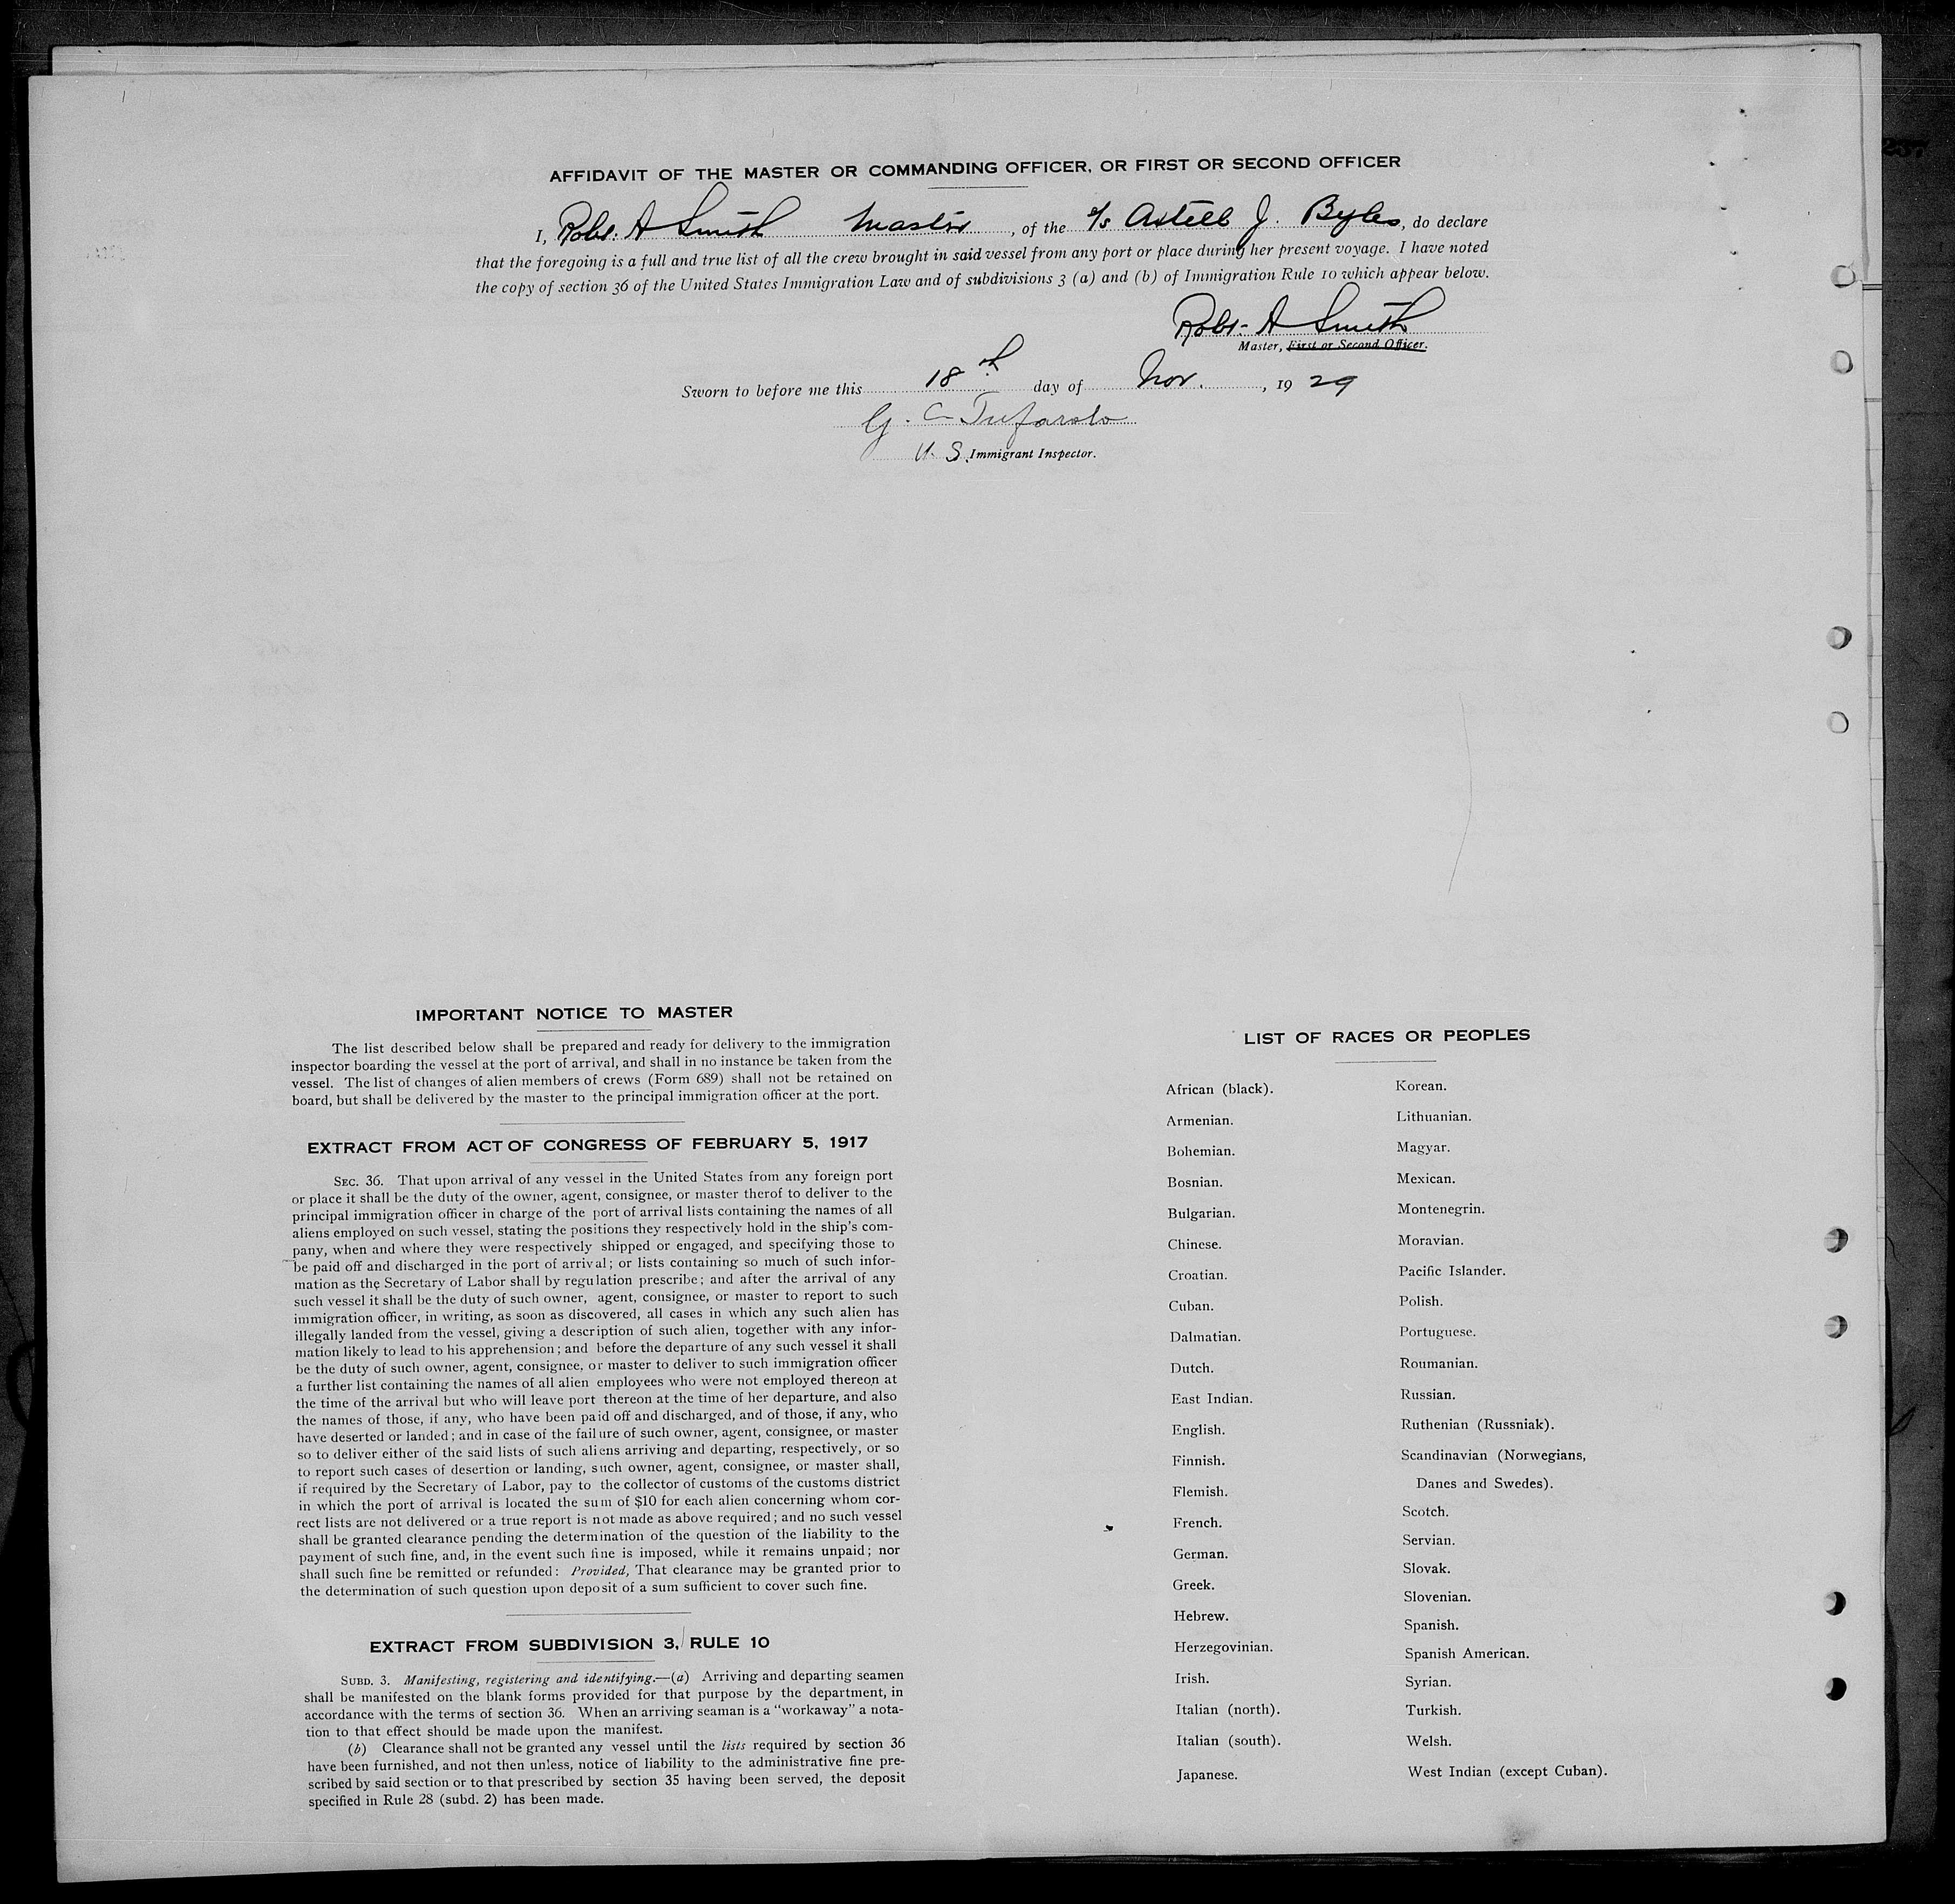 AFFIDAVIT OF THE MASTER OR COMMANDING OFFICER, OR FIRST OR SECOND OFFICER
I, Robt. A Smith Master, of the s/s Axtell J. Byles, do declare
that the foregoing is a full and true list of all the crew brought in said vessel from any port or place during her present voyage. I have noted
the copy of section 36 of the United States Immigration Law and of subdivisions 3 (a) and (b) of Immigration Rule 10 which appear below.
Robt. A Smith
Master, First or Second Officer.
Sworn to before me this 18th day of Nov., 1929
G. C.
U. S. Immigrant Inspector.
IMPORTANT NOTICE TO MASTER
The list described below shall be prepared and ready for delivery to the immigration
inspector boarding the vessel at the port of arrival, and shall in no instance be taken from the
vessel. The list of changes of alien members of crews (Form 689) shall not be retained on
board, but shall be delivered by the master to the principal immigration officer at the port.
EXTRACT FROM ACT OF CONGRESS OF FEBRUARY 5, 1917
SEC. 36. That upon arrival of any vessel in the United States from any foreign port
or place it shall be the duty of the owner, agent, consignee, or master therof to deliver to the
principal immigration officer in charge of the port of arrival lists containing the names of all
aliens employed on such vessel, stating the positions they respectively hold in the ship's com-
pany, when and where they were respectively shipped or engaged, and specifying those to
be paid off and discharged in the port of arrival; or lists containing so much of such infor-
mation as the Secretary of Labor shall by regulation prescribe; and after the arrival of any
such vessel it shall be the duty of such owner, agent, consignee, or master to report to such
immigration officer, in writing, as soon as discovered, all cases in which any such alien has
illegally landed from the vessel, giving a description of such alien, together with any infor-
mation likely to lead to his apprehension; and before the departure of any such vessel it shall
be the duty of such owner, agent, consignee, or master to deliver to such immigration officer
a further list containing the names of all alien employees who were not employed thereon at
the time of the arrival but who will leave port thereon at the time of her departure, and also
the names of those, if any, who have been paid off and discharged, and of those, if any, who
have deserted or landed; and in case of the failure of such owner, agent, consignee, or master
so to deliver either of the said lists of such aliens arriving and departing, respectively, or so
to report such cases of desertion or landing, such owner, agent, consignee, or master shall,
if required by the Secretary of Labor, pay to the collector of customs of the customs district
in which the port of arrival is located the sum of $10 for each alien concerning whom cor-
rect lists are not delivered or a true report is not made as above required; and no such vessel
shall be granted clearance pending the determination of the question of the liability to the
payment of such fine, and, in the event such fine is imposed, while it remains unpaid; nor
shall such fine be remitted or refunded: Provided, That clearance may be granted prior to
the determination of such question upon deposit of a sum sufficient to cover such fine.
EXTRACT FROM SUBDIVISION 3, RULE 10
SUBD. 3. Manifesting, registering and identifying.—(a) Arriving and departing seamen
shall be manifested on the blank forms provided for that purpose by the department, in
accordance with the terms of section 36. When an arriving seaman is a "workaway" a nota-
tion to that effect should be made upon the manifest.
(b) Clearance shall not be granted any vessel until the lists required by section 36
have been furnished, and not then unless, notice of liability to the administrative fine pre-
scribed by said section or to that prescribed by section 35 having been served, the deposit
specified in Rule 28 (subd. 2) has been made.
LIST OF RACES OR PEOPLES
African (black).
Armenian.
Bohemian.
Bosnian.
Bulgarian.
Chinese.
Croatian.
Cuban.
Dalmatian.
Dutch.
East Indian.
English.
Finnish.
Flemish.
French.
German.
Greek.
Hebrew.
Herzegovinian.
Irish.
Italian (north).
Italian (south).
Japanese.
Korean.
Lithuanian.
Magyar.
Mexican.
Montenegrin.
Moravian.
Pacific Islander.
Polish.
Portuguese.
Roumanian.
Russian.
Ruthenian (Russniak).
Scandinavian (Norwegians,
Danes and Swedes).
Scotch.
Servian.
Slovak.
Slovenian.
Spanish.
Spanish American.
Syrian.
Turkish.
Welsh.
West Indian (except Cuban).